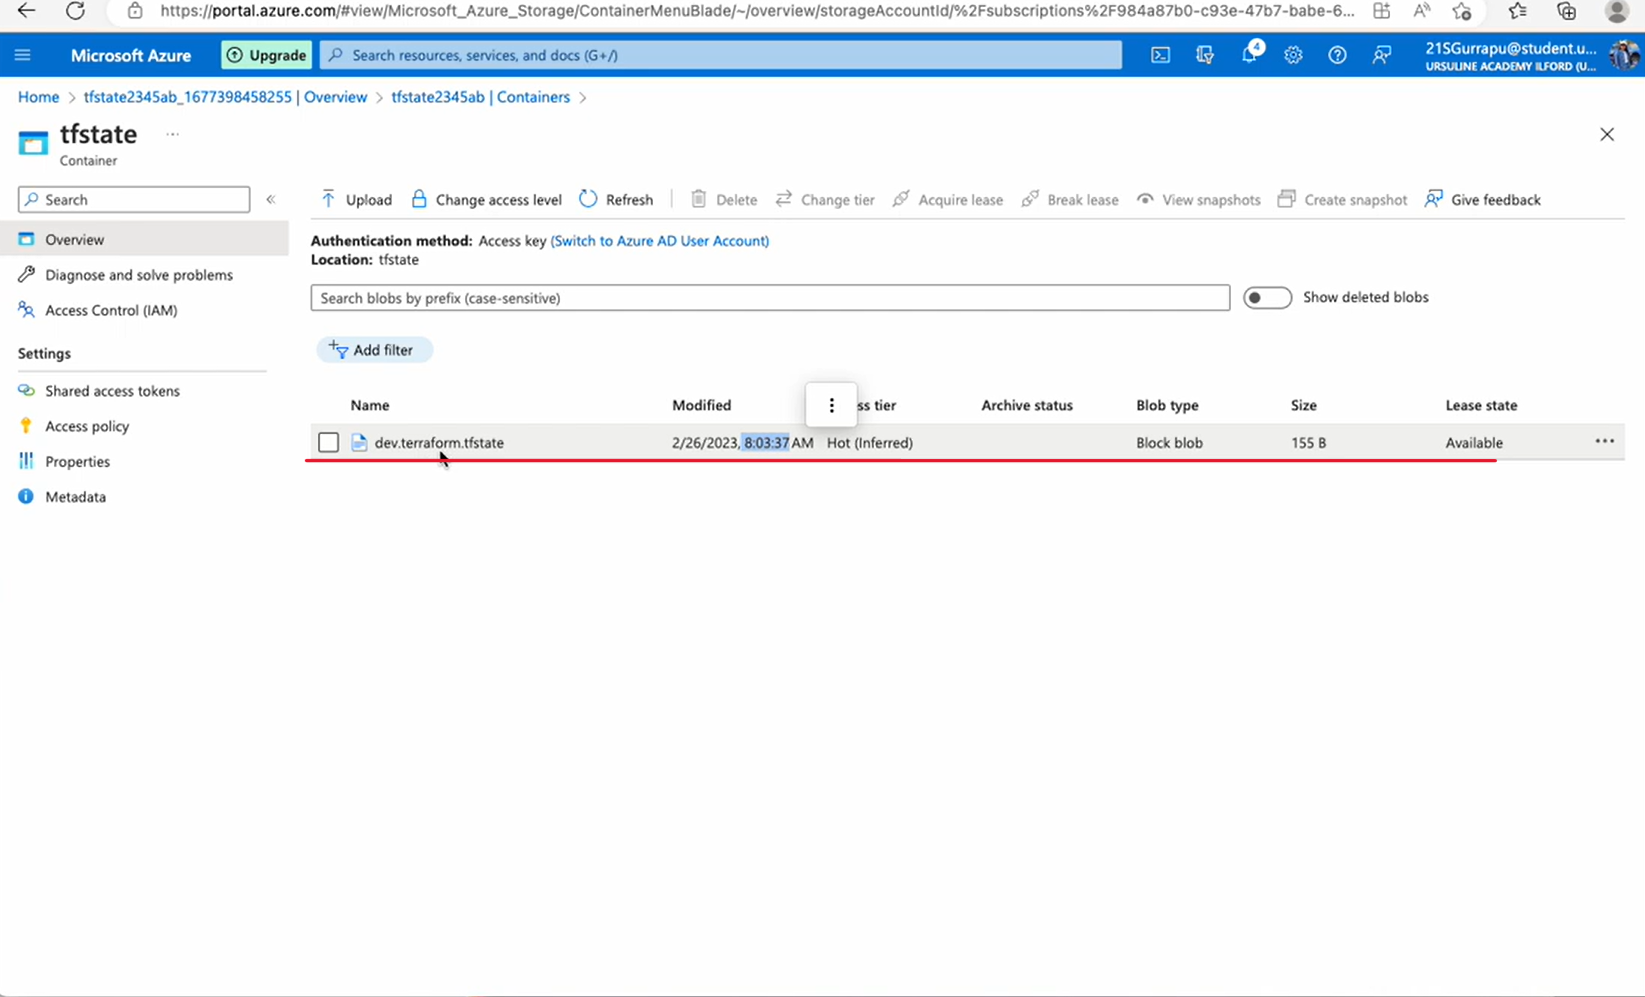 https://portal.azure.com/#view/Microsoft_Azure_Storage/ContainerMenuBlade/~/overview/storageAccountId/%2Fsubscriptions%2F984a87b0-c93e-47b7-babe-6...
Microsoft Azure
Upgrade
Search resources, services, and docs (G+/)
4
21SGurrapu@student.u...
URSULINE ACADEMY ILFORD (U...
Home > tfstate2345ab_1677398458255 | Overview > tfstate2345ab | Containers >
tfstate ...
Container
Search
«
Upload Change access level Refresh Delete Change tier Acquire lease Break lease View snapshots Create snapshot Give feedback
Overview
Diagnose and solve problems
Access Control (IAM)
Settings
Shared access tokens
Access policy
Properties
Metadata
Authentication method: Access key (Switch to Azure AD User Account)
Location: tfstate
Search blobs by prefix (case-sensitive)
Show deleted blobs
Add filter
Name Modified ss tier Archive status Blob type Size Lease state
dev.terraform.tfstate 2/26/2023, 8:03:37 AM Hot (Inferred) Block blob 155 B Available ...